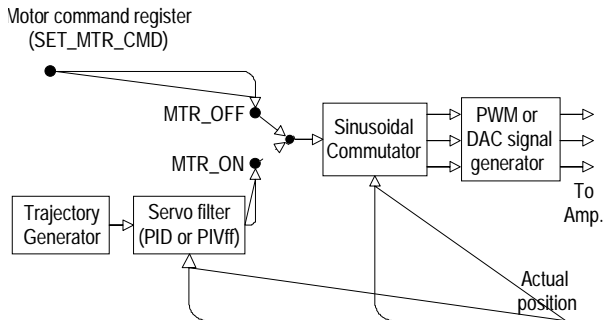 Motor command register
(SET_MTR_CMD)
MTR_OFF
MTR_ON
Sinusoidal
Commutator
PWM or
DAC signal
generator
To
Amp.
Trajectory
Generator
Servo filter
(PID or PIVff)
Actual
position